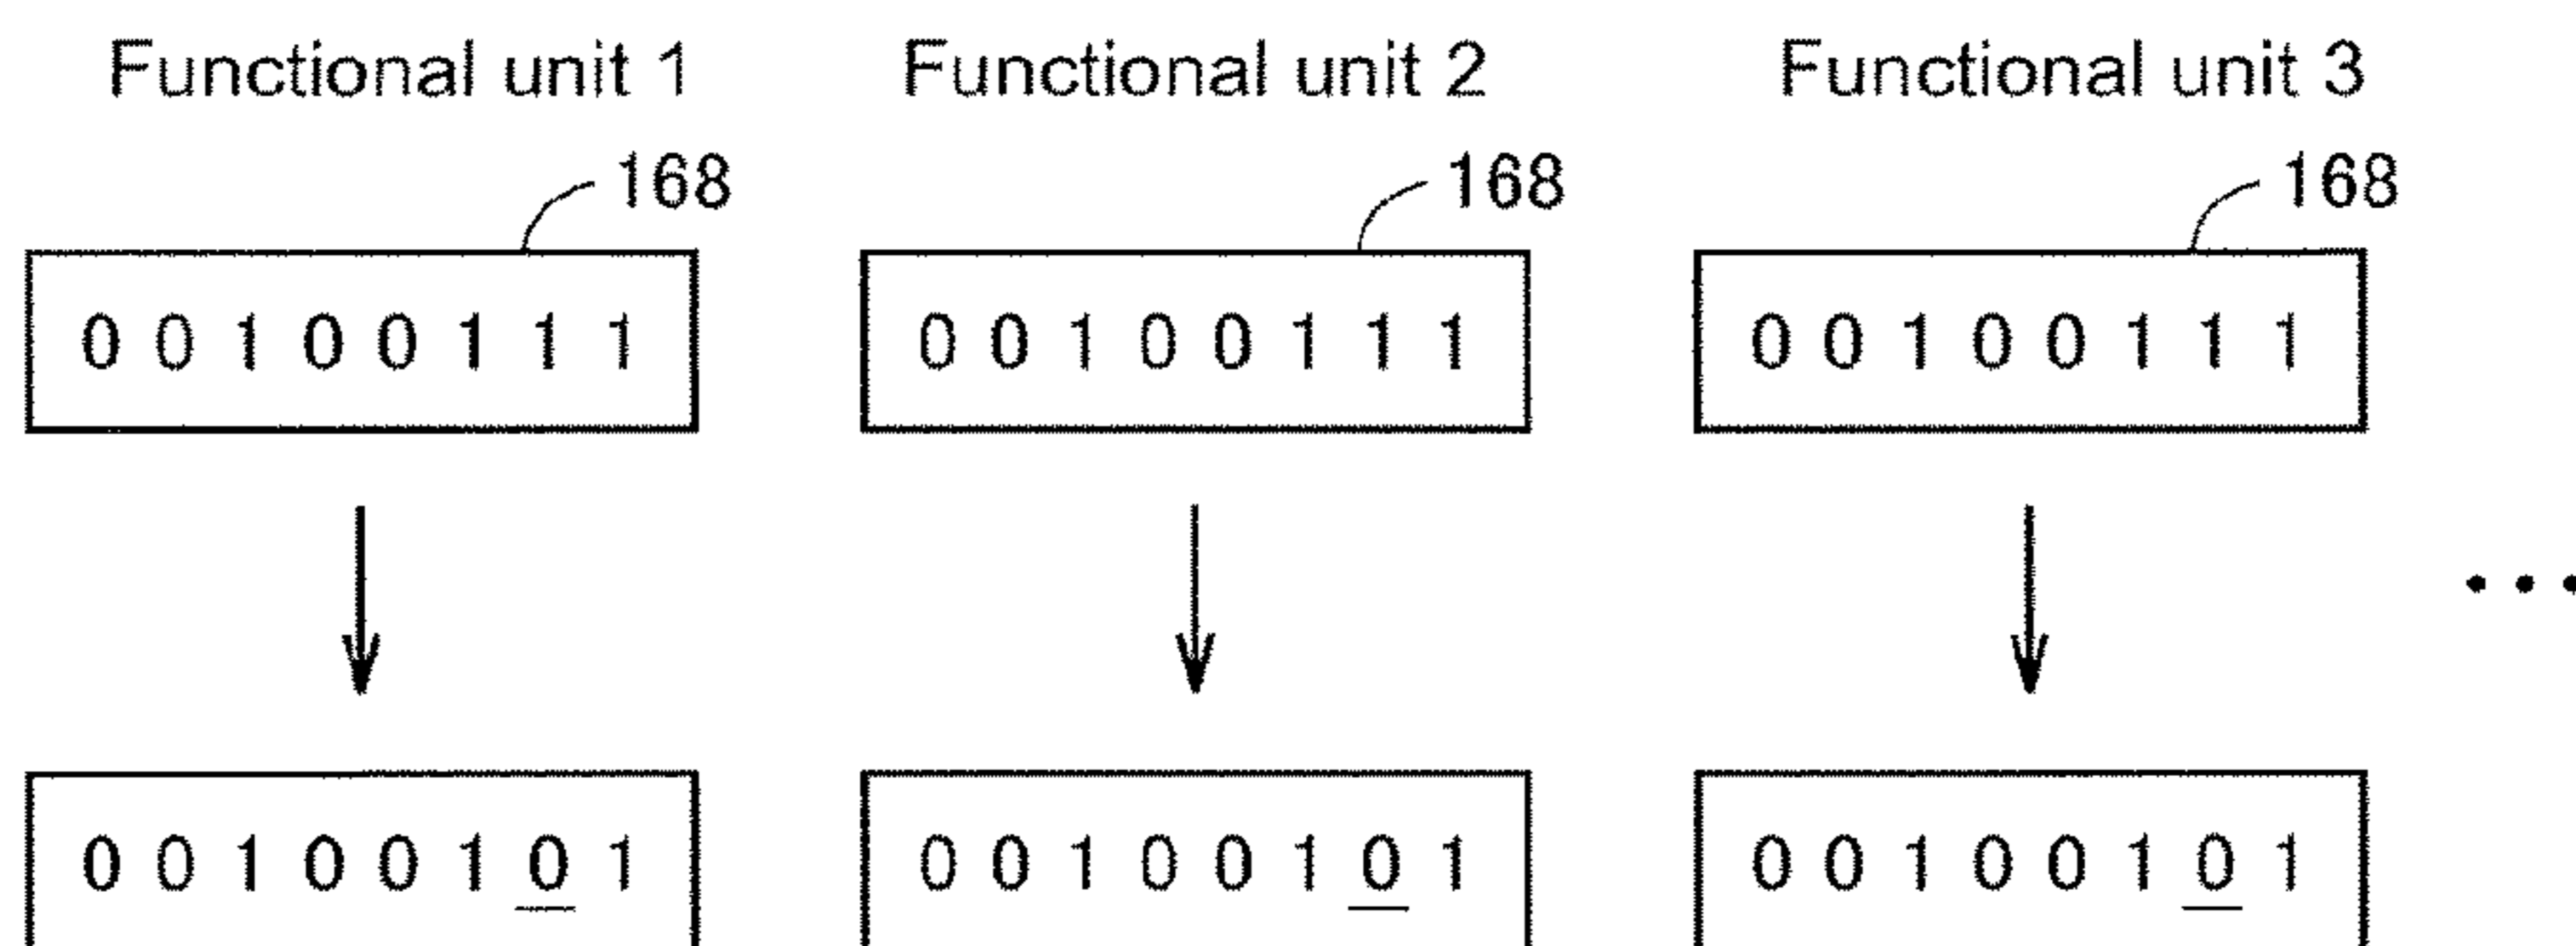 Functional unit 1 Functional unit 2 Functional unit 3
168 168 168
0 0 1 0 0 1 1 1 0 0 1 0 0 1 1 1 0 0 1 0 0 1 1 1
...
0 0 1 0 0 1 0 1 0 0 1 0 0 1 0 1 0 0 1 0 0 1 0 1